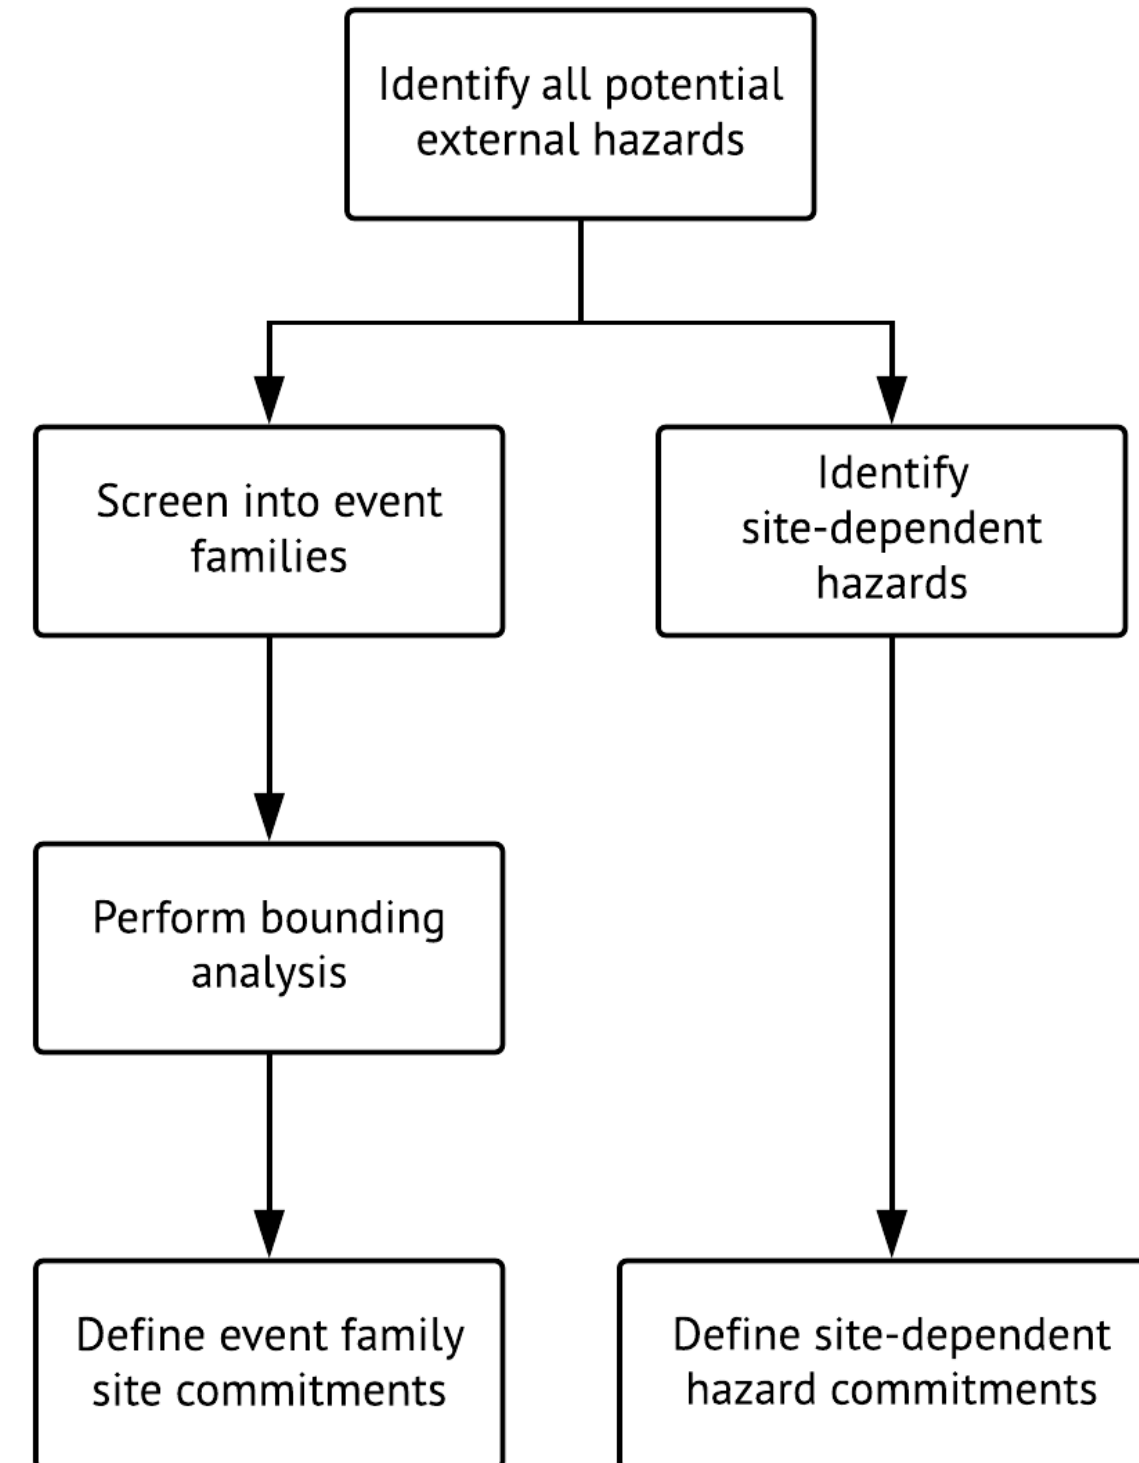 Identify all potential
external hazards
Screen into event
families
Identify
site-dependent
hazards
Perform bounding
analysis
Define event family
site commitments
Define site-dependent
hazard commitments